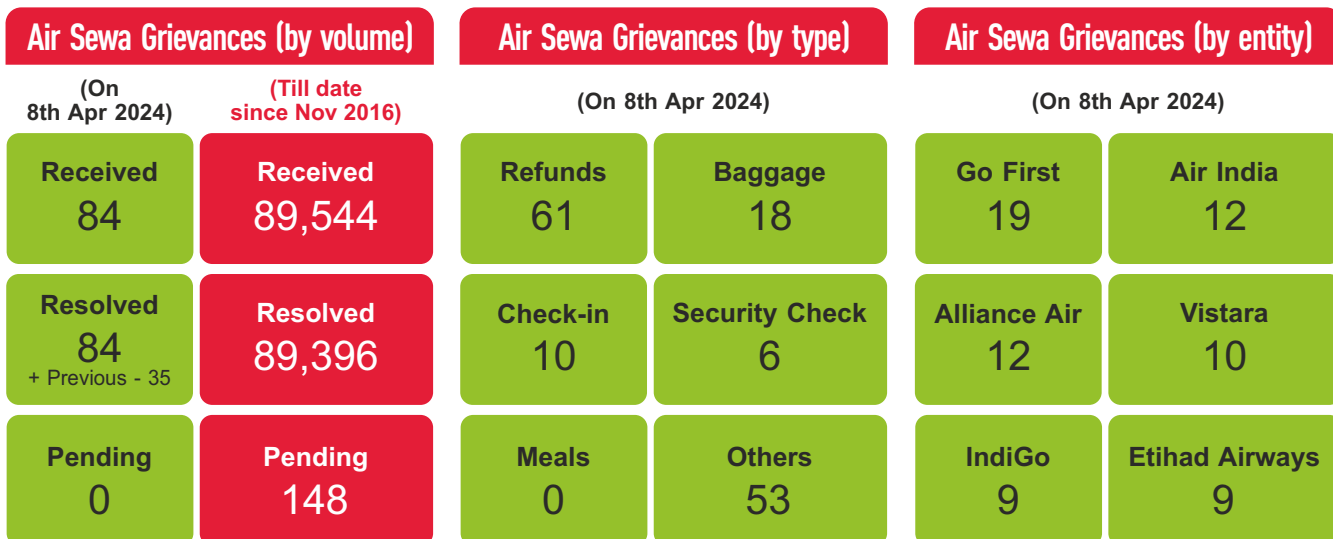 Air Sewa Grievances (by volume)
(On
8th Apr 2024)
(Till date
since Nov 2016)
Received
84
Received
89,544
Resolved
84
+ Previous - 35
Resolved
89,396
Pending
0
Pending
148
Air Sewa Grievances (by type)
(On 8th Apr 2024)
Refunds
61
Baggage
18
Check-in
10
Security Check
6
Meals
0
Others
53
Air Sewa Grievances (by entity)
(On 8th Apr 2024)
Go First
19
Air India
12
Alliance Air
12
Vistara
10
IndiGo
9
Etihad Airways
9